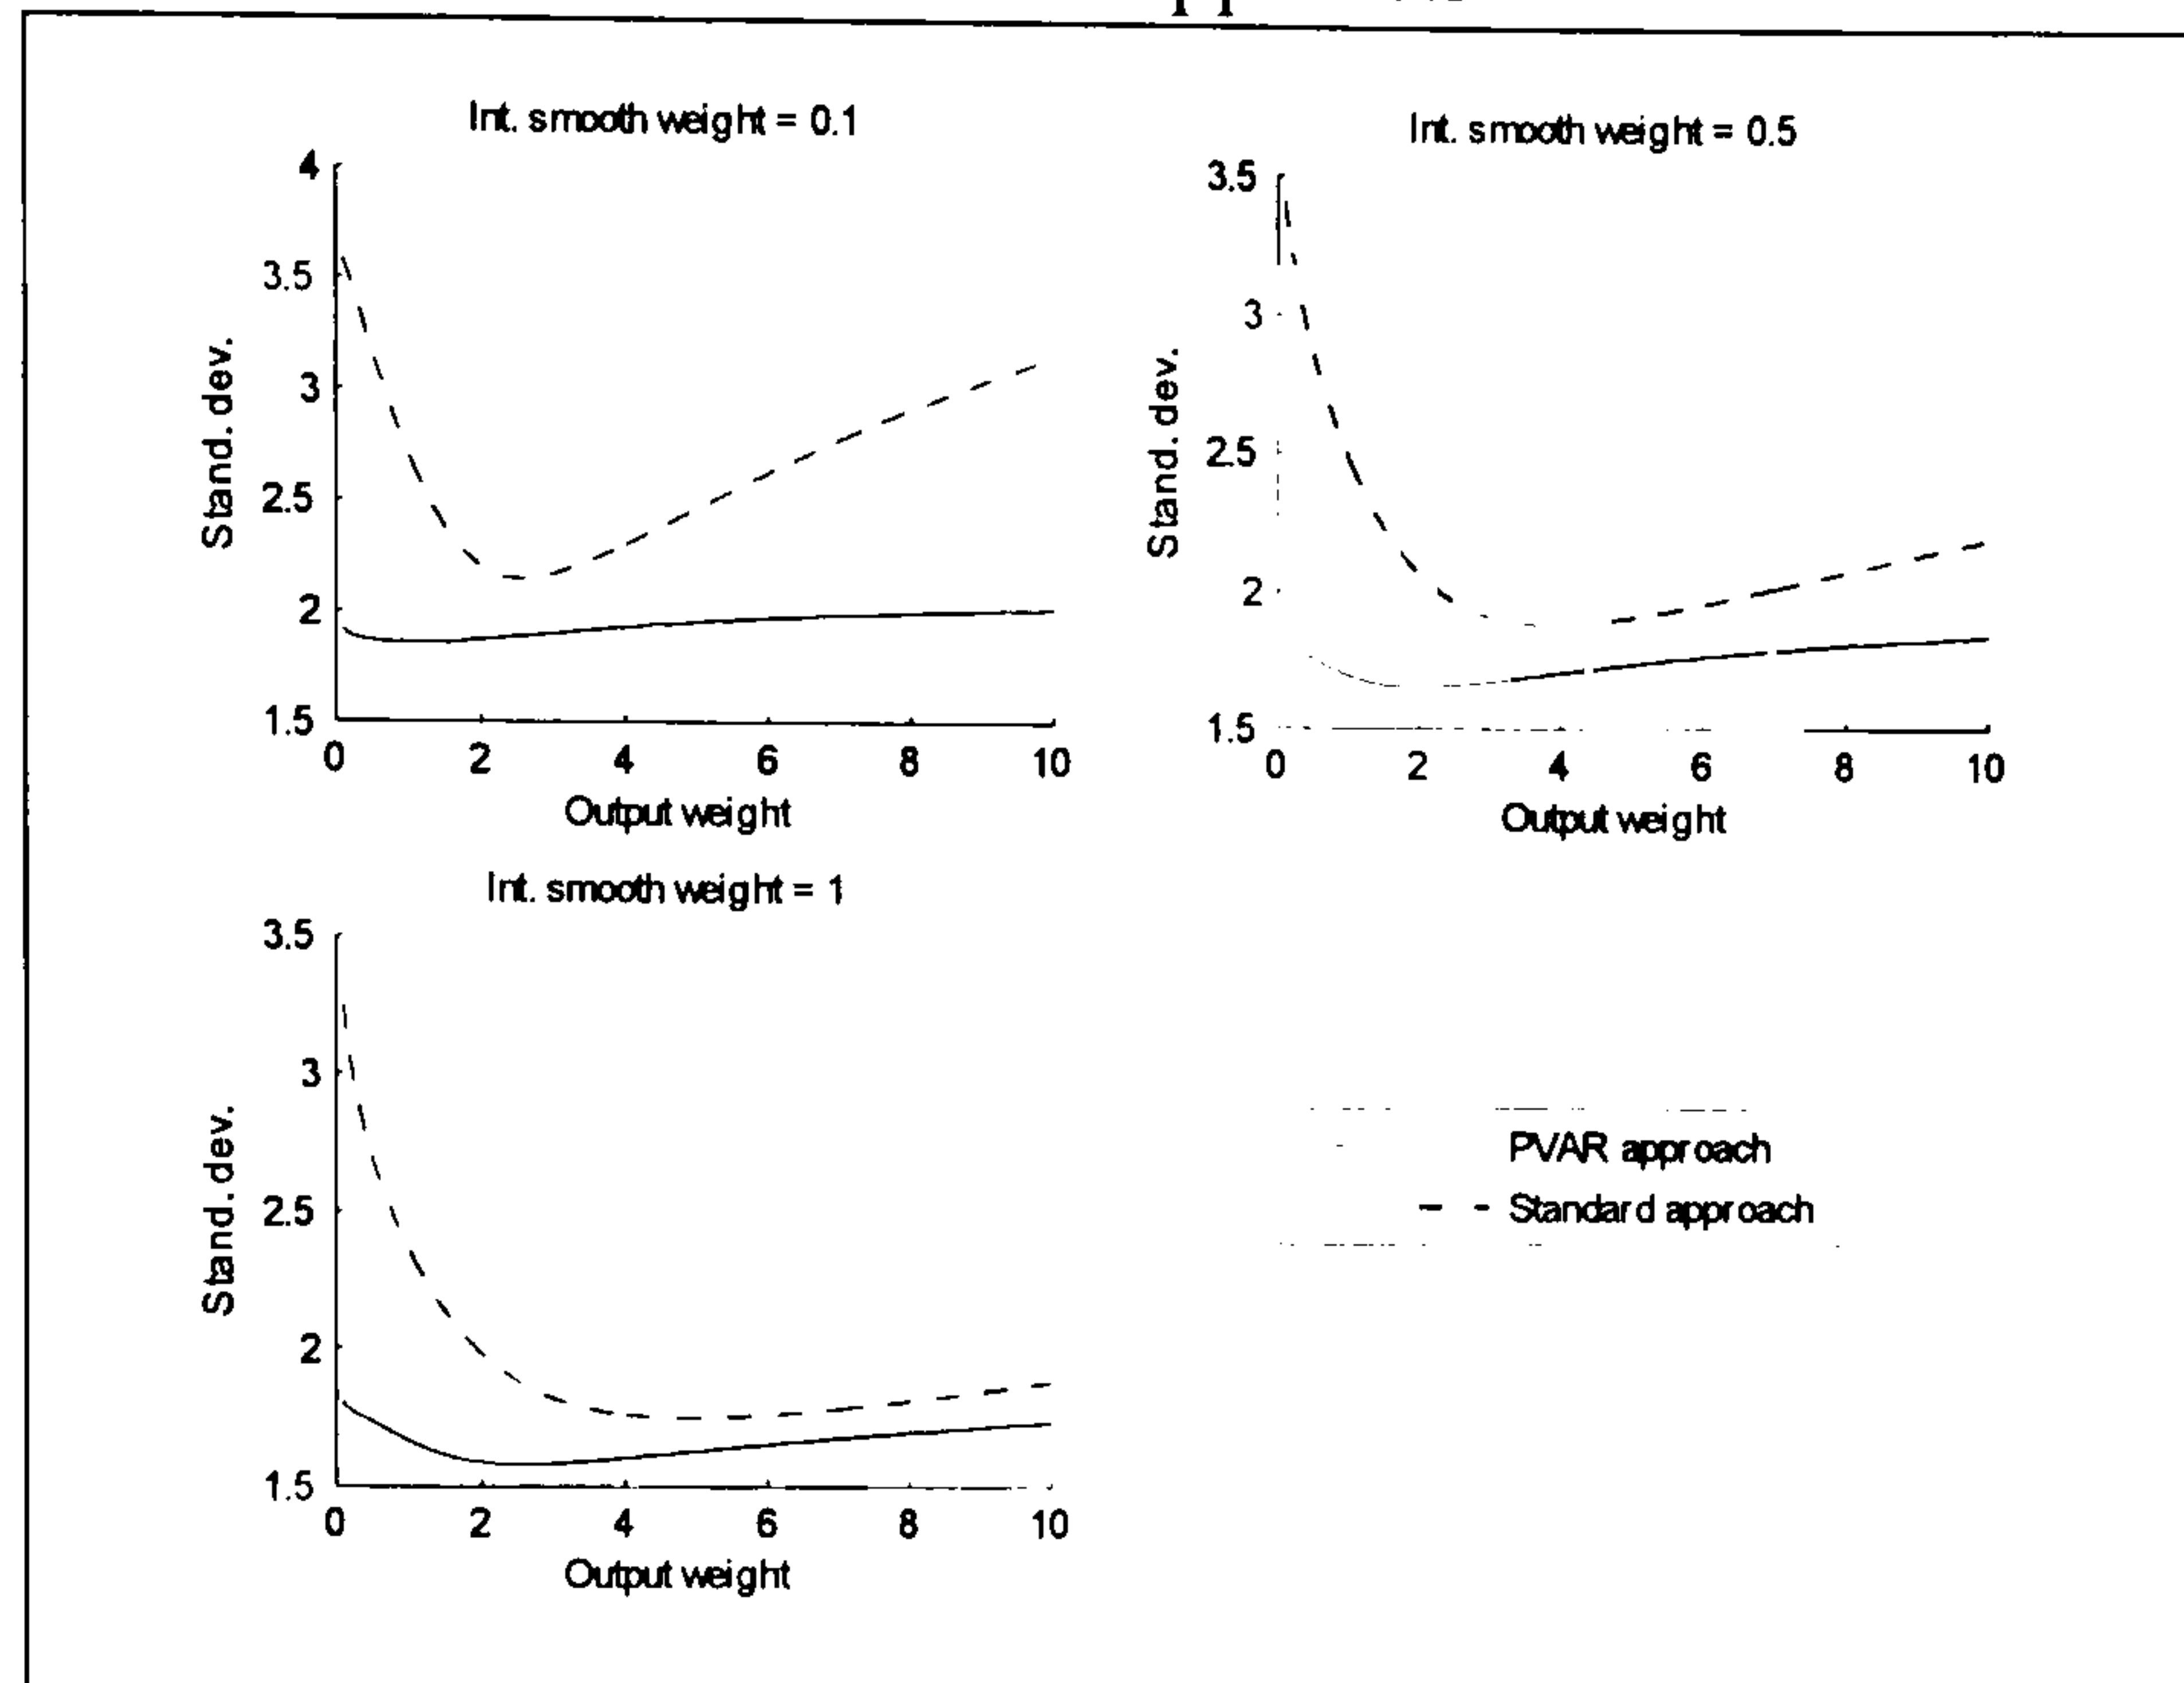 Int. smooth weight = 0.1
4
3.5
3
2.5
2
1.5
0 2 4 6 8 10
Stand. dev.
Output weight
Int. smooth weight = 0.5
3.5
3
2.5
2
1.5
0 2 4 6 8 10
Stand. dev.
Output weight
Int. smooth weight = 1
3.5
3
2.5
2
1.5
0 2 4 6 8 10
Stand. dev.
Output weight
PVAR approach
Standard approach